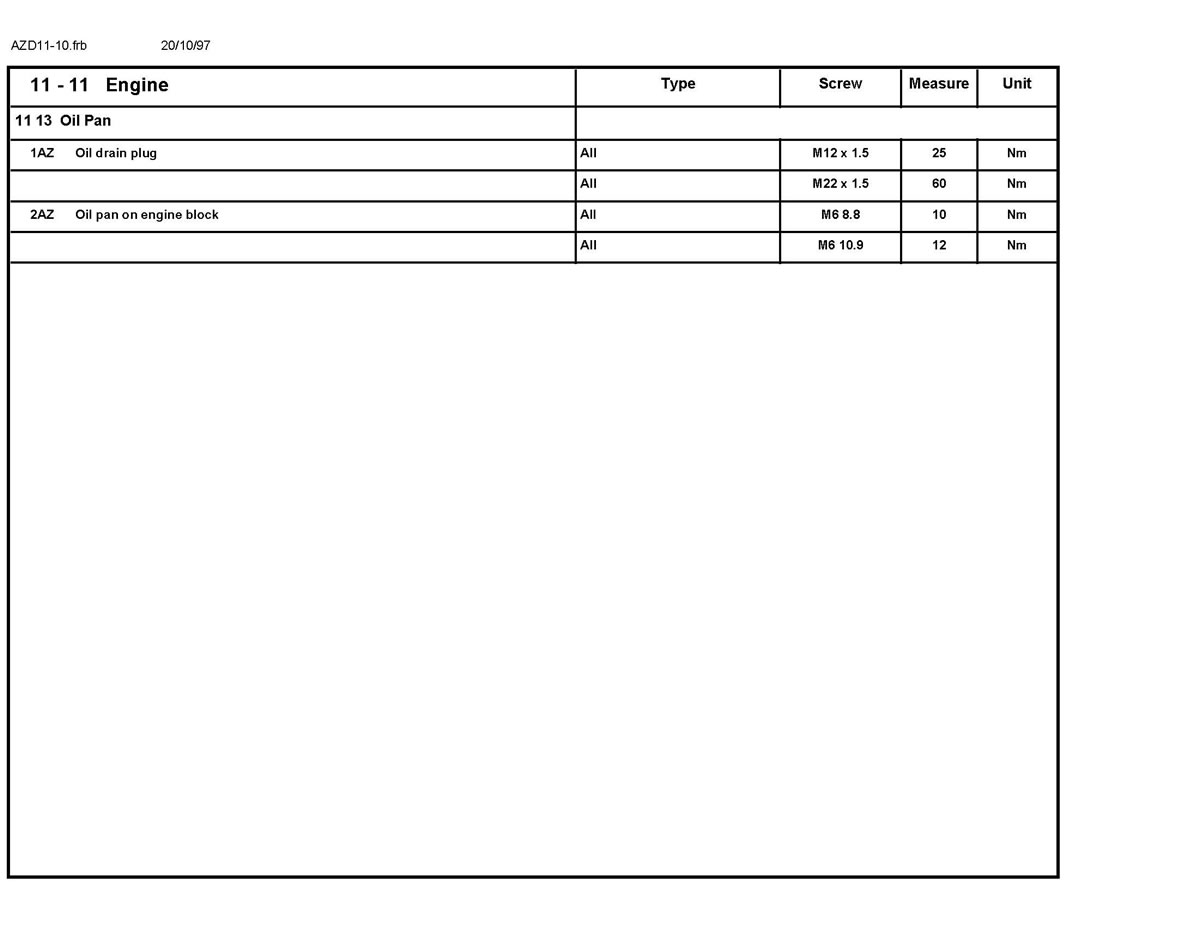 AZD11-10.frb 20/10/97
11 - 11 Engine Type Screw Measure Unit
11 13 Oil Pan
1AZ Oil drain plug All M12 x 1.5 25 Nm
All M22 x 1.5 60 Nm
2AZ Oil pan on engine block All M6 8.8 10 Nm
All M6 10.9 12 Nm